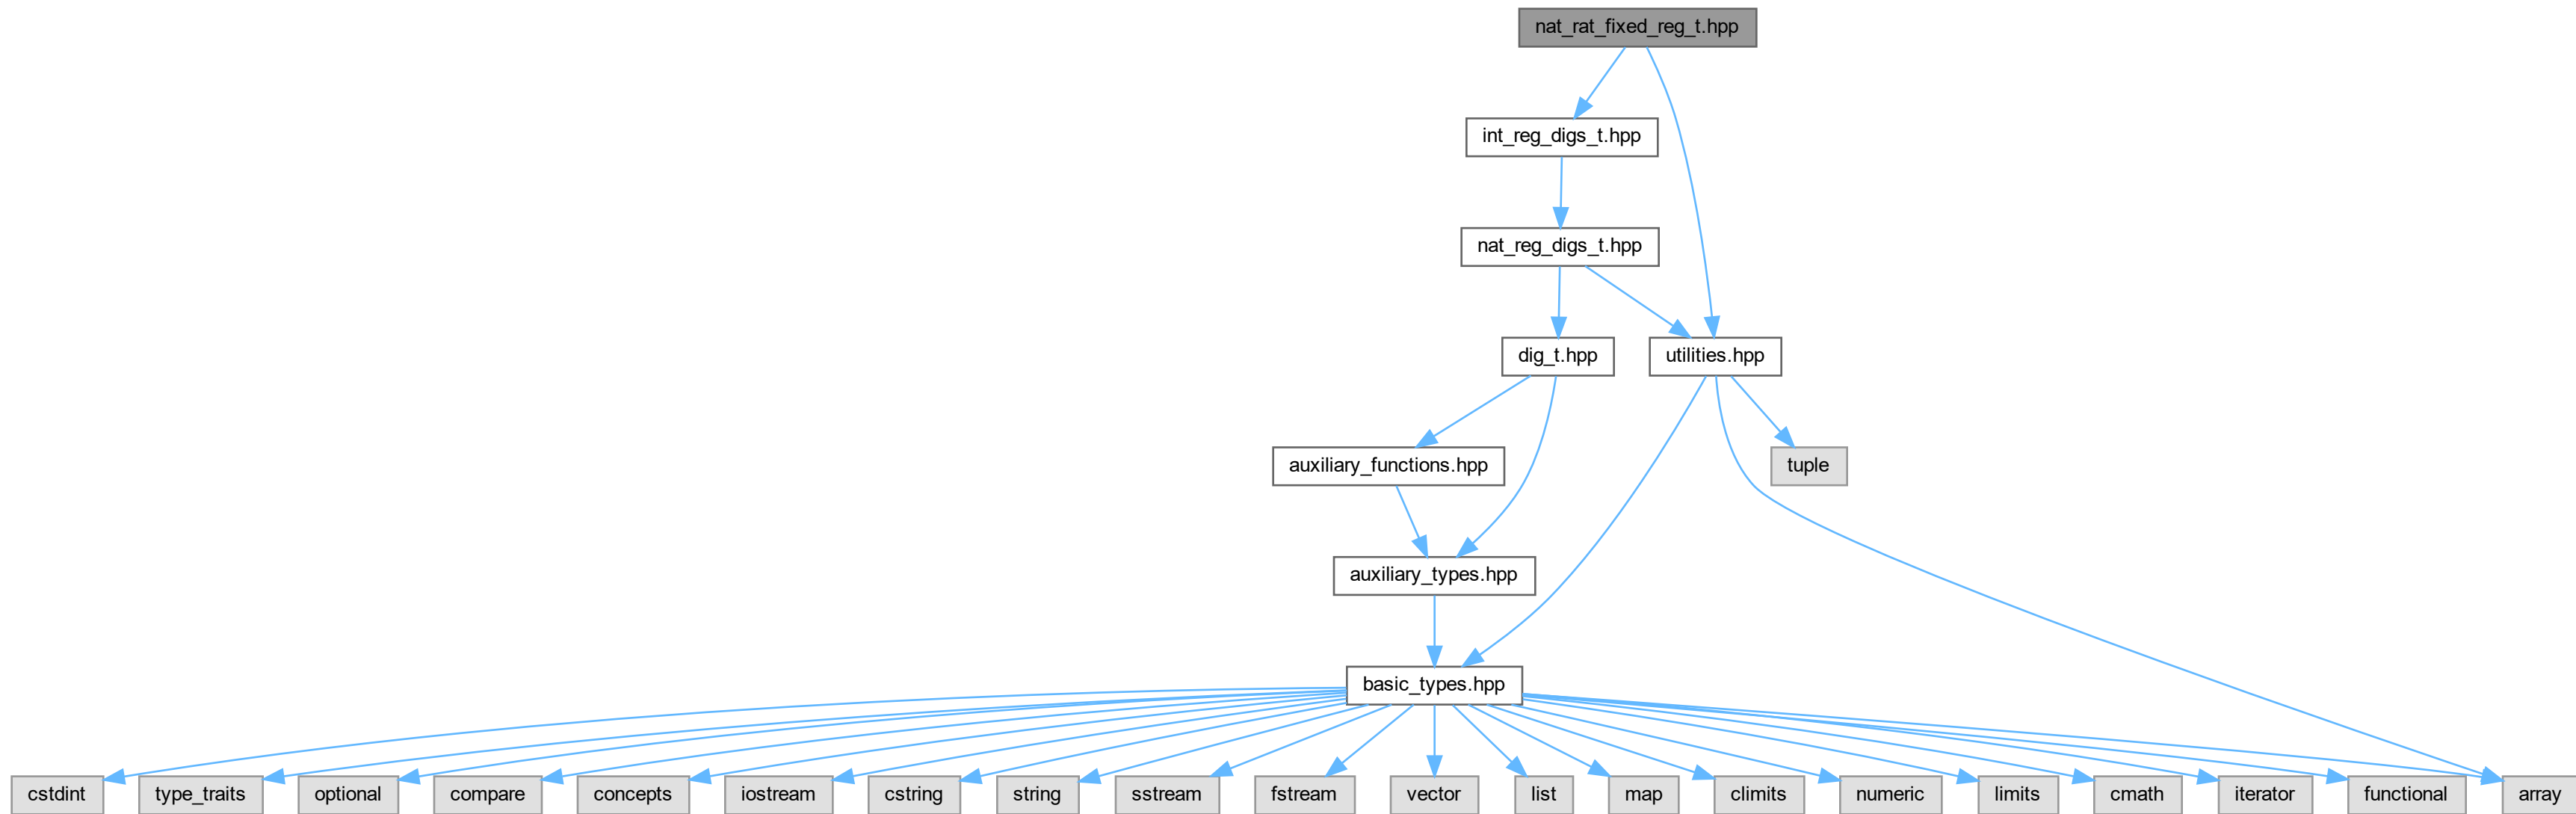 nat_rat_fixed_reg_t.hpp
int_reg_digs_t.hpp
nat_reg_digs_t.hpp
dig_t.hpp
utilities.hpp
auxiliary_functions.hpp
tuple
auxiliary_types.hpp
basic_types.hpp
cstdint
type_traits
optional
compare
concepts
iostream
cstring
string
sstream
fstream
vector
list
map
climits
numeric
limits
cmath
iterator
functional
array